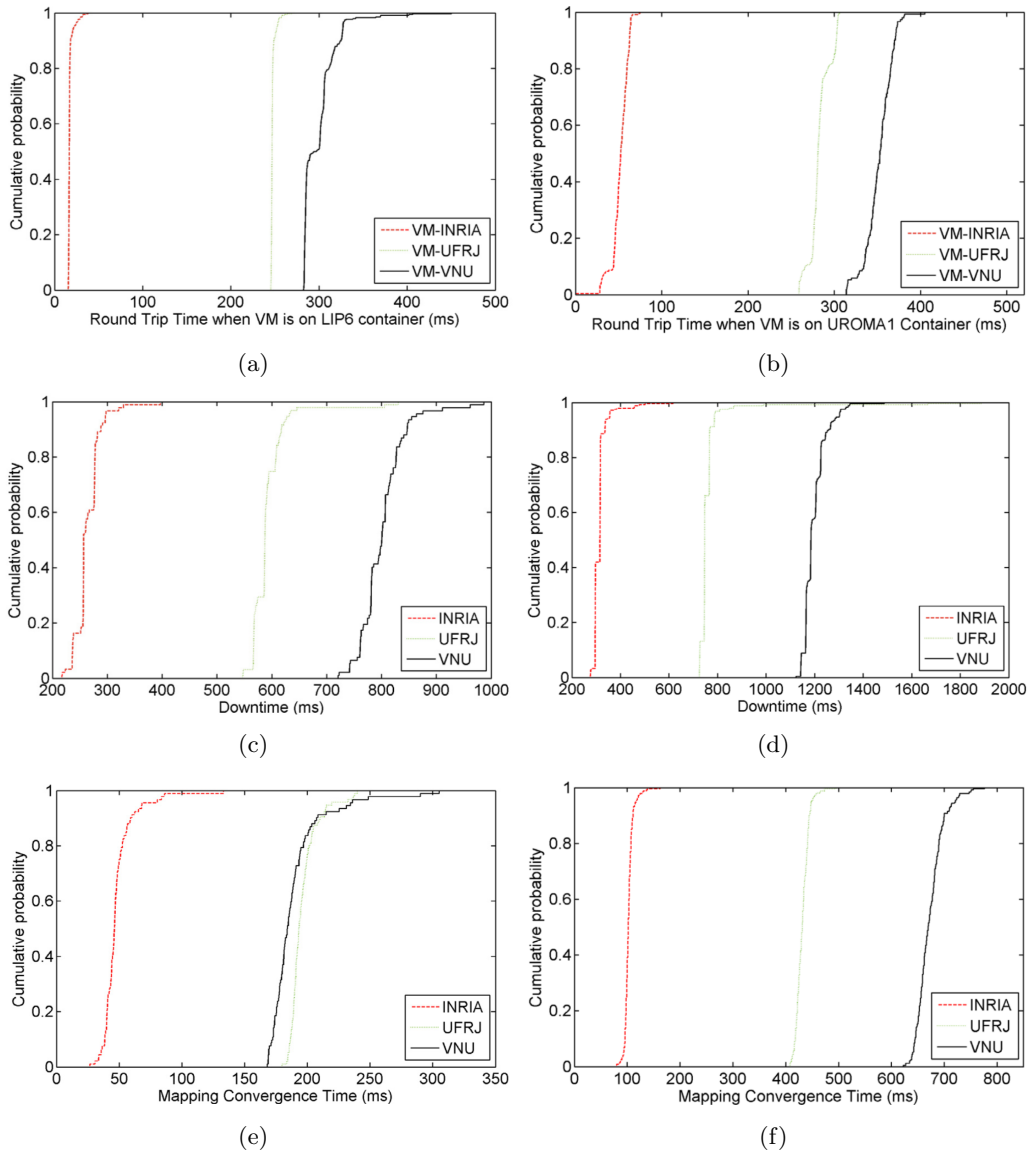 Cumulative probability
1
0.8
0.6
0.4
0.2
0
0 100 200 300 400 500
VM-INRIA
VM-UFRJ
VM-VNU
Round Trip Time when VM is on LIP6 container (ms)
(a)
Cumulative probability
1
0.8
0.6
0.4
0.2
0
100 200 300 400 500
VM-INRIA
VM-UFRJ
VM-VNU
Round Trip Time when VM is on UROMA1 Container (ms)
(b)
Cumulative probability
1
0.8
0.6
0.4
0.2
0
200 300 400 500 600 700 800 900 1000
INRIA
UFRJ
VNU
Downtime (ms)
(c)
Cumulative probability
1
0.8
0.6
0.4
0.2
0
200 400 600 800 1000 1200 1400 1600 1800 2000
INRIA
UFRJ
VNU
Downtime (ms)
(d)
Cumulative probability
1
0.8
0.6
0.4
0.2
0
0 50 100 150 200 250 300 350
INRIA
UFRJ
VNU
Mapping Convergence Time (ms)
(e)
Cumulative probability
1
0.8
0.6
0.4
0.2
0
0 100 200 300 400 500 600 700 800
INRIA
UFRJ
VNU
Mapping Convergence Time (ms)
(f)